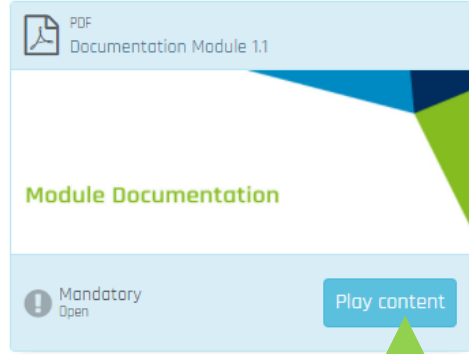 PDF
Documentation Module 1.1
Module Documentation
Mandatory
Open
Play content